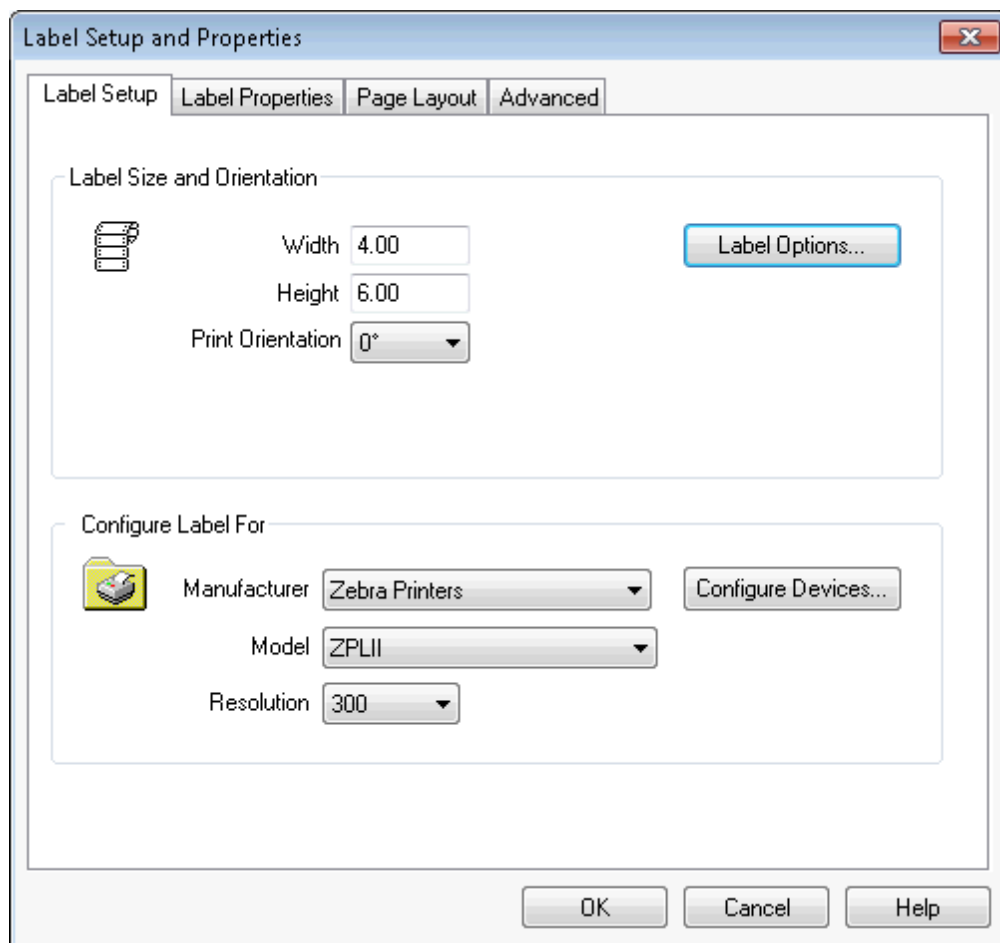 Label Setup and Properties
Label Setup Label Properties Page Layout Advanced
Label Size and Orientation
Width 4.00 Label Options...
Height 6.00
Print Orientation 0°
Configure Label For
Manufacturer Zebra Printers Configure Devices...
Model ZPLII
Resolution 300
OK Cancel Help